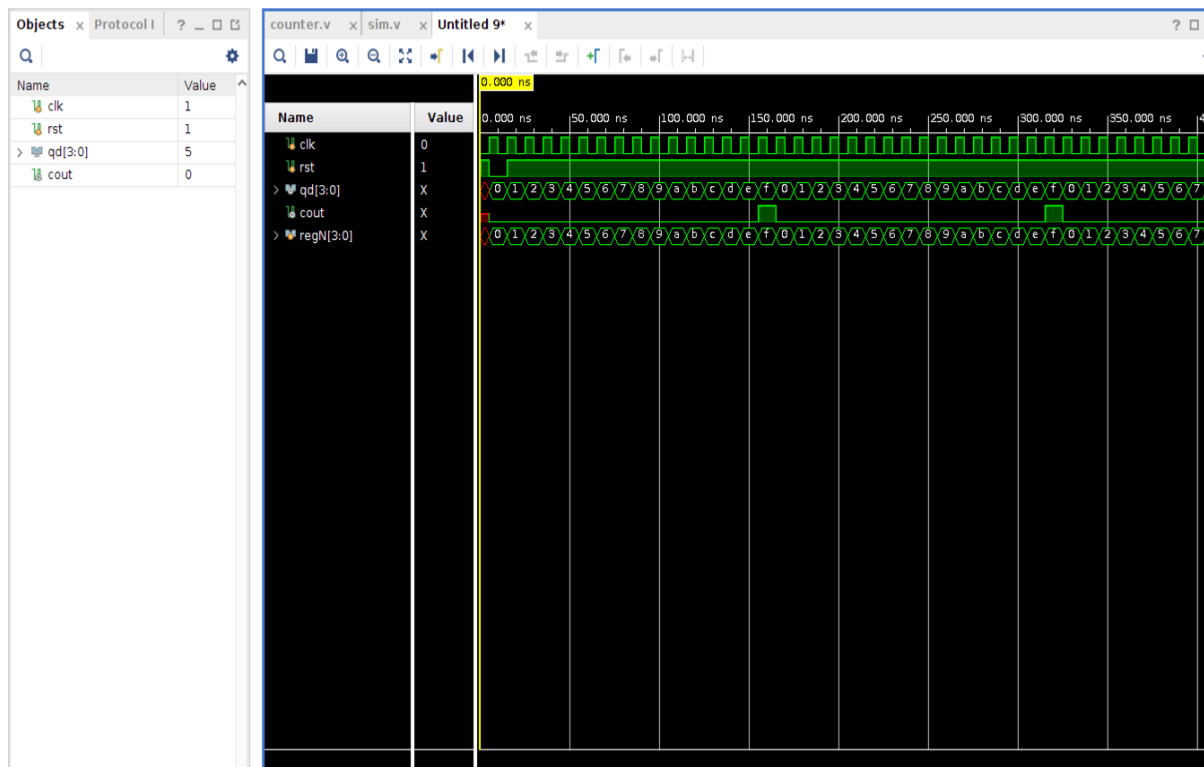 Objects x Protocol I ? _
counter.v x sim.v x Untitled 9* x ?
Name Value
clk 1
rst 1
> qd[3:0] 5
cout 0
0.000 ns
Name Value
0.000 ns 50.000 ns 100.000 ns 150.000 ns 200.000 ns 250.000 ns 300.000 ns 350.000 ns
clk 0
rst 1
> qd[3:0] X 0 1 2 3 4 5 6 7 8 9 a b c d e f 0 1 2 3 4 5 6 7 8 9 a b c d e f 0 1 2 3 4 5 6 7
cout X
> regN[3:0] X 0 1 2 3 4 5 6 7 8 9 a b c d e f 0 1 2 3 4 5 6 7 8 9 a b c d e f 0 1 2 3 4 5 6 7